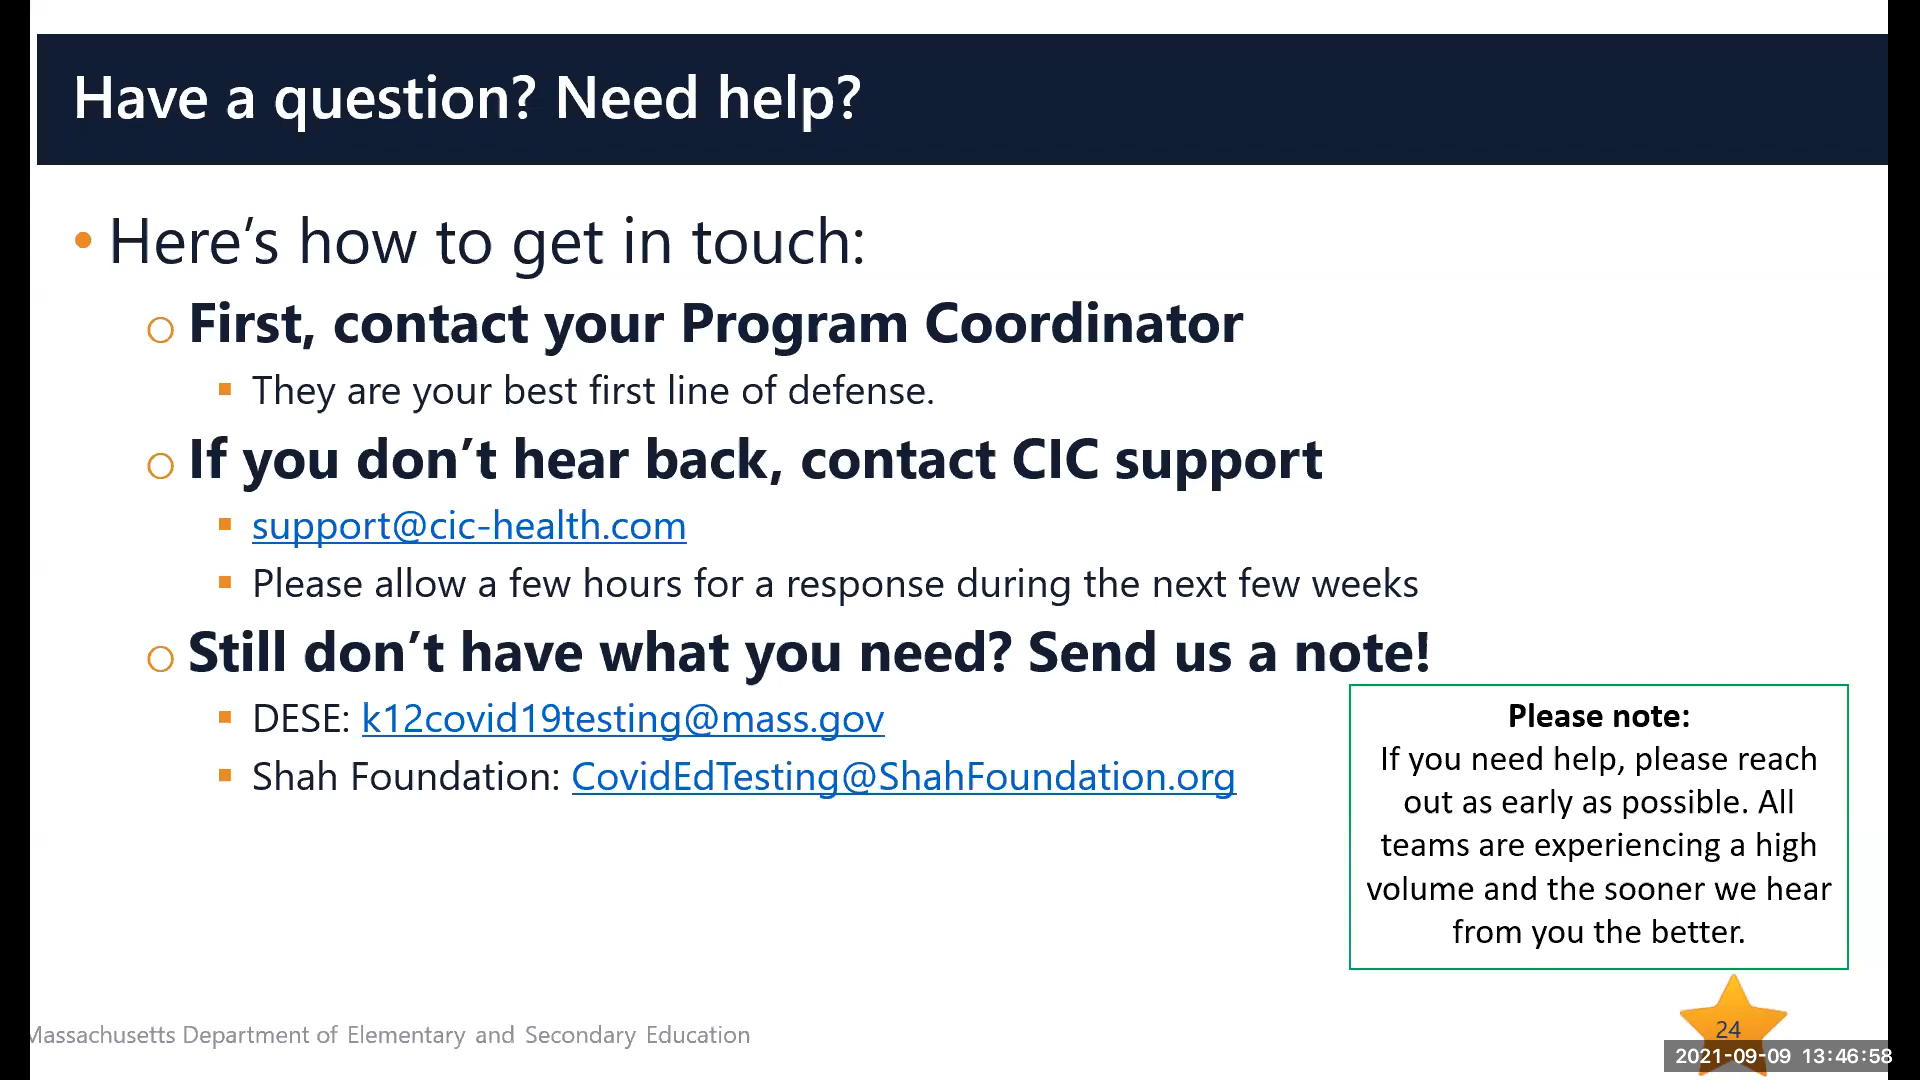 Have a question? Need help?
• Here’s how to get in touch:
o First, contact your Program Coordinator
▪ They are your best first line of defense.
o If you don’t hear back, contact CIC support
▪ support@cic-health.com
▪ Please allow a few hours for a response during the next few weeks
o Still don’t have what you need? Send us a note!
▪ DESE: k12covid19testing@mass.gov
▪ Shah Foundation: CovidEdTesting@ShahFoundation.org
Please note:
If you need help, please reach
out as early as possible. All
teams are experiencing a high
volume and the sooner we hear
from you the better.
Massachusetts Department of Elementary and Secondary Education
24
2021-09-09 13:46:58